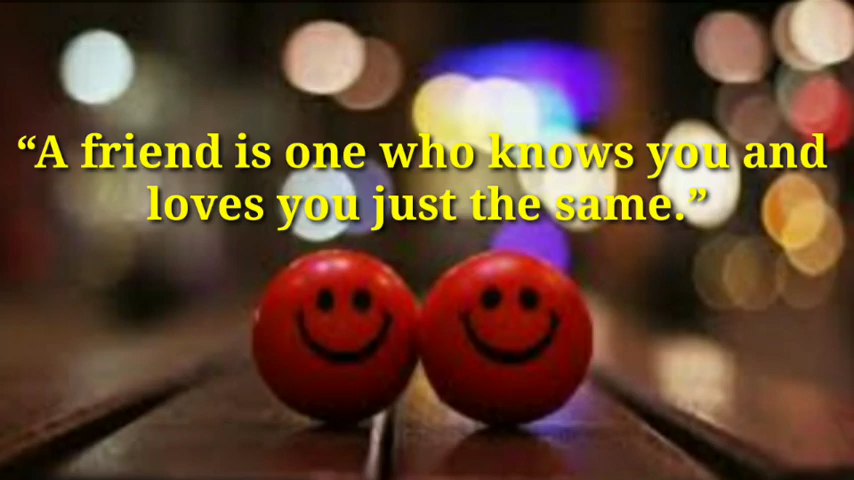 “A friend is one who knows you and
loves you just the same.”